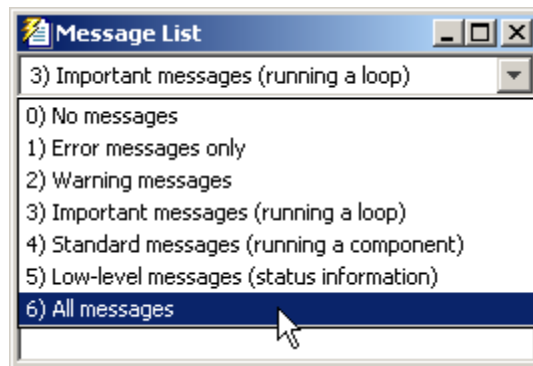 Message List
3) Important messages (running a loop)
0) No messages
1) Error messages only
2) Warning messages
3) Important messages (running a loop)
4) Standard messages (running a component)
5) Low-level messages (status information)
6) All messages